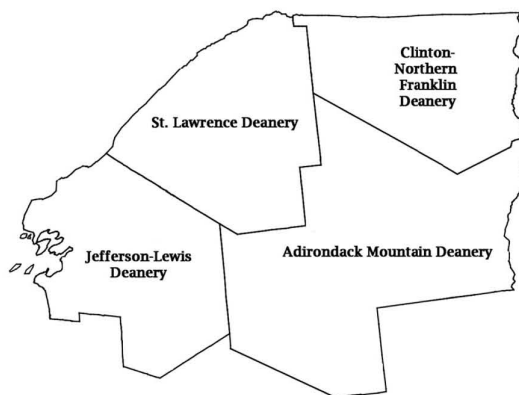 Clinton-
Northern
Franklin
Deanery
St. Lawrence Deanery
Jefferson-Lewis
Deanery
Adirondack Mountain Deanery